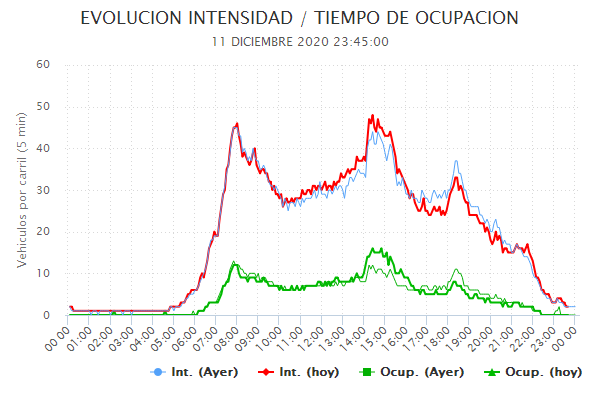 EVOLUCION INTENSIDAD / TIEMPO DE OCUPACION
11 DICIEMBRE 2020 23:45:00
Vehiculos por carril (5 min)
60
50
40
30
20
10
0
00:00 01:00 02:00 03:00 04:00 05:00 06:00 07:00 08:00 09:00 10:00 11:00 12:00 13:00 14:00 15:00 16:00 17:00 18:00 19:00 20:00 21:00 22:00 23:00 00:00
Int. (Ayer) Int. (hoy) Ocup. (Ayer) Ocup. (hoy)